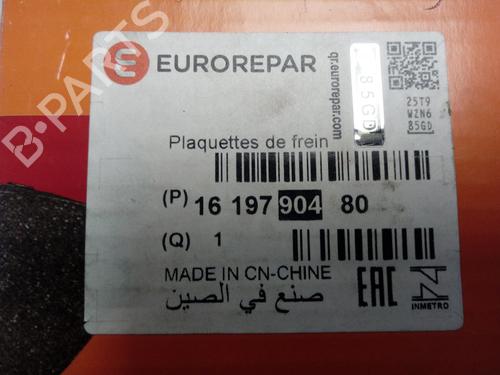 EUROREPAR
qr.eurorepar.com
85GD
25T9
WZN6
85GD
Plaquettes de frein
(P) 16 197 904 80
(Q) 1
MADE IN CN-CHINE
صنع في الصين
EAC
INMETRO
B-PARTS